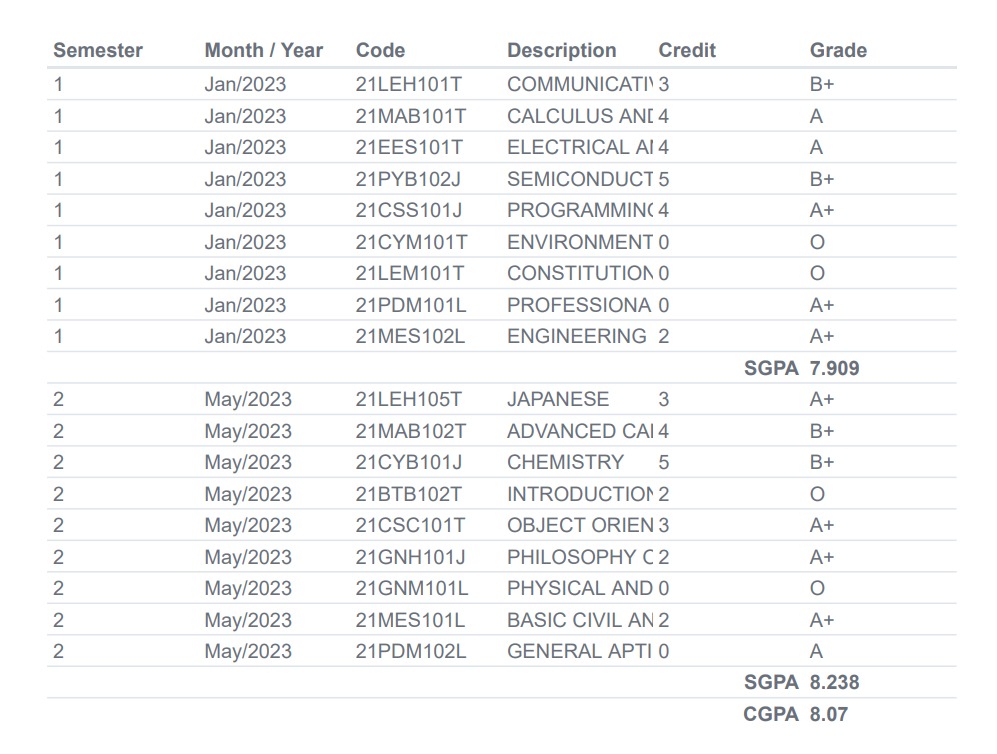 Semester Month / Year Code Description Credit Grade
1 Jan/2023 21LEH101T COMMUNICATIV 3 B+
1 Jan/2023 21MAB101T CALCULUS AND 4 A
1 Jan/2023 21EES101T ELECTRICAL AN 4 A
1 Jan/2023 21PYB102J SEMICONDUCT 5 B+
1 Jan/2023 21CSS101J PROGRAMMING 4 A+
1 Jan/2023 21CYM101T ENVIRONMENT 0 O
1 Jan/2023 21LEM101T CONSTITUTION 0 O
1 Jan/2023 21PDM101L PROFESSIONA 0 A+
1 Jan/2023 21MES102L ENGINEERING 2 A+
SGPA 7.909
2 May/2023 21LEH105T JAPANESE 3 A+
2 May/2023 21MAB102T ADVANCED CAL 4 B+
2 May/2023 21CYB101J CHEMISTRY 5 B+
2 May/2023 21BTB102T INTRODUCTION 2 O
2 May/2023 21CSC101T OBJECT ORIEN 3 A+
2 May/2023 21GNH101J PHILOSOPHY O 2 A+
2 May/2023 21GNM101L PHYSICAL AND 0 O
2 May/2023 21MES101L BASIC CIVIL AN 2 A+
2 May/2023 21PDM102L GENERAL APTI 0 A
SGPA 8.238
CGPA 8.07